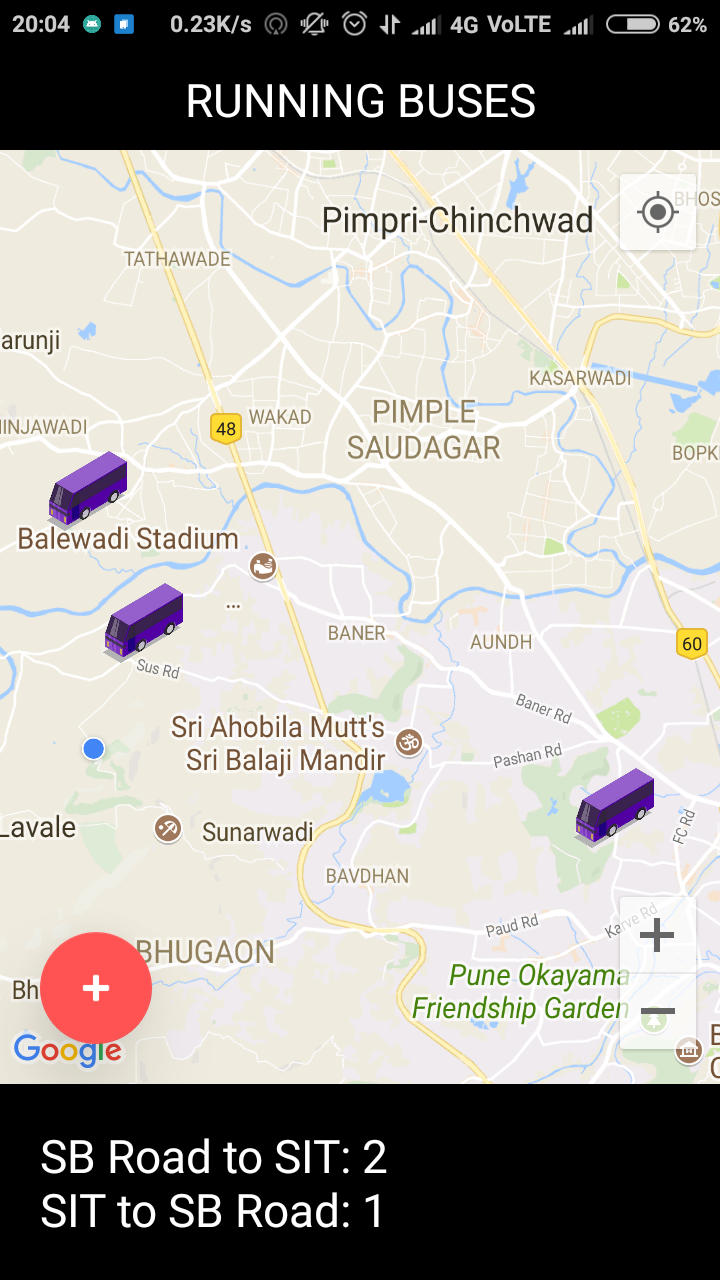 20:04 0.23K/s 4G VoLTE 62%
RUNNING BUSES
Pimpri-Chinchwad
BHOS
TATHAWADE
arunji
KASARWADI
48
WAKAD
PIMPLE
SAUDAGAR
INJAWADI
BOPK
Balewadi Stadium
...
BANER
AUNDH
60
Sus Rd
Baner Rd
Sri Ahobila Mutt's
Sri Balaji Mandir
Pashan Rd
Lavale
Sunarwadi
FC Rd
BAVDHAN
Paud Rd
Karve Rd
BHUGAON
Pune Okayama
Friendship Garden
Bh
+
+
−
Google
SB Road to SIT: 2
SIT to SB Road: 1